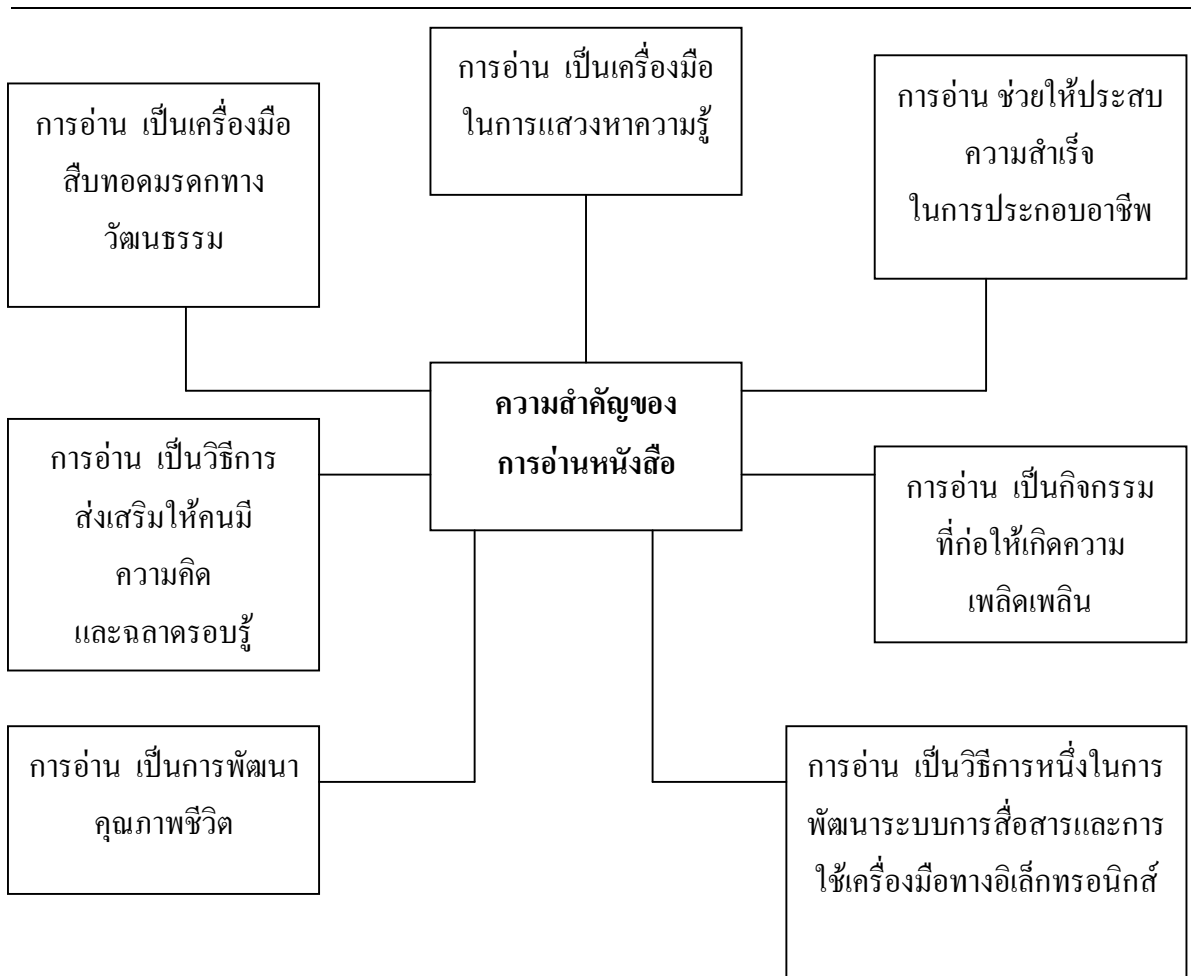 การอ่าน เป็นเครื่องมือ
สืบทอดมรดกทาง
วัฒนธรรม
การอ่าน เป็นเครื่องมือ
ในการแสวงหาความรู้
การอ่าน ช่วยให้ประสบ
ความสำเร็จ
ในการประกอบอาชีพ
ความสำคัญของ
การอ่านหนังสือ
การอ่าน เป็นวิธีการ
ส่งเสริมให้คนมี
ความคิด
และฉลาดรอบรู้
การอ่าน เป็นกิจกรรม
ที่ก่อให้เกิดความ
เพลิดเพลิน
การอ่าน เป็นการพัฒนา
คุณภาพชีวิต
การอ่าน เป็นวิธีการหนึ่งในการ
พัฒนาระบบการสื่อสารและการ
ใช้เครื่องมือทางอิเล็กทรอนิกส์